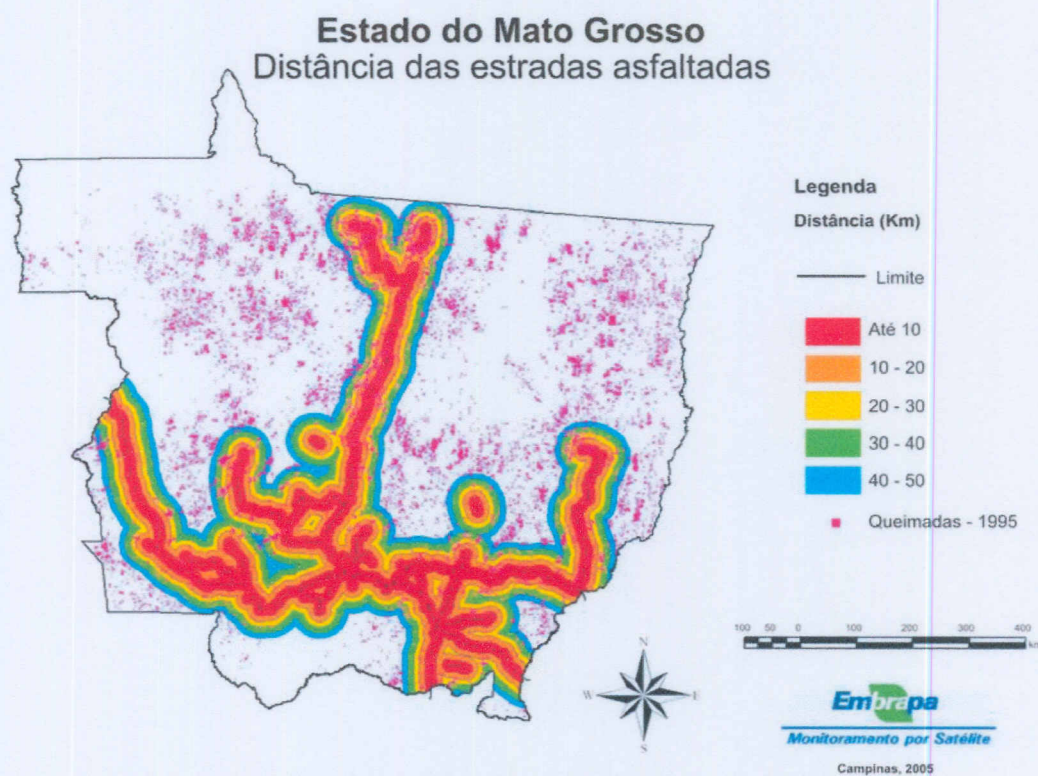 Estado do Mato Grosso
Distância das estradas asfaltadas
Legenda
Distância (Km)
Limite
Até 10
10 - 20
20 - 30
30 - 40
40 - 50
Queimadas - 1995
100 50 0 100 200 300 400
km
N
W E
S
Embrapa
Monitoramento por Satélite
Campinas, 2005